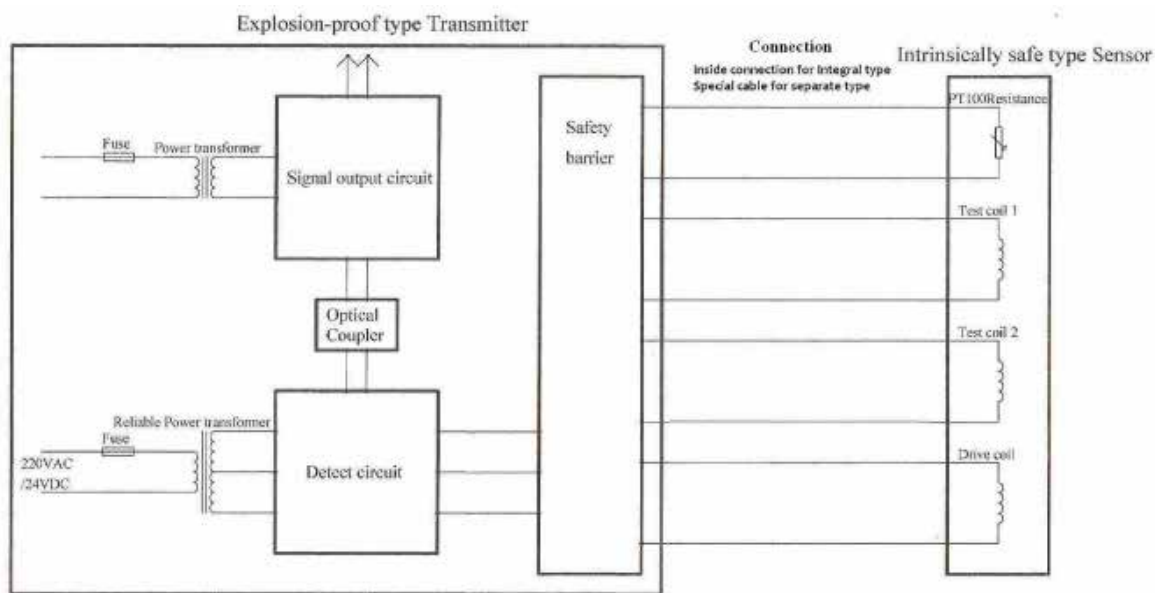 Explosion-proof type Transmitter
Connection
Inside connection for Integral type
Special cable for separate type
Intrinsically safe type Sensor
PT100Resistance
Safety
barrier
Fuse
Power transformer
Signal output circuit
Test coil 1
Optical
Coupler
Test coil 2
Reliable Power transformer
Fuse
220VAC
/24VDC
Detect circuit
Drive coil